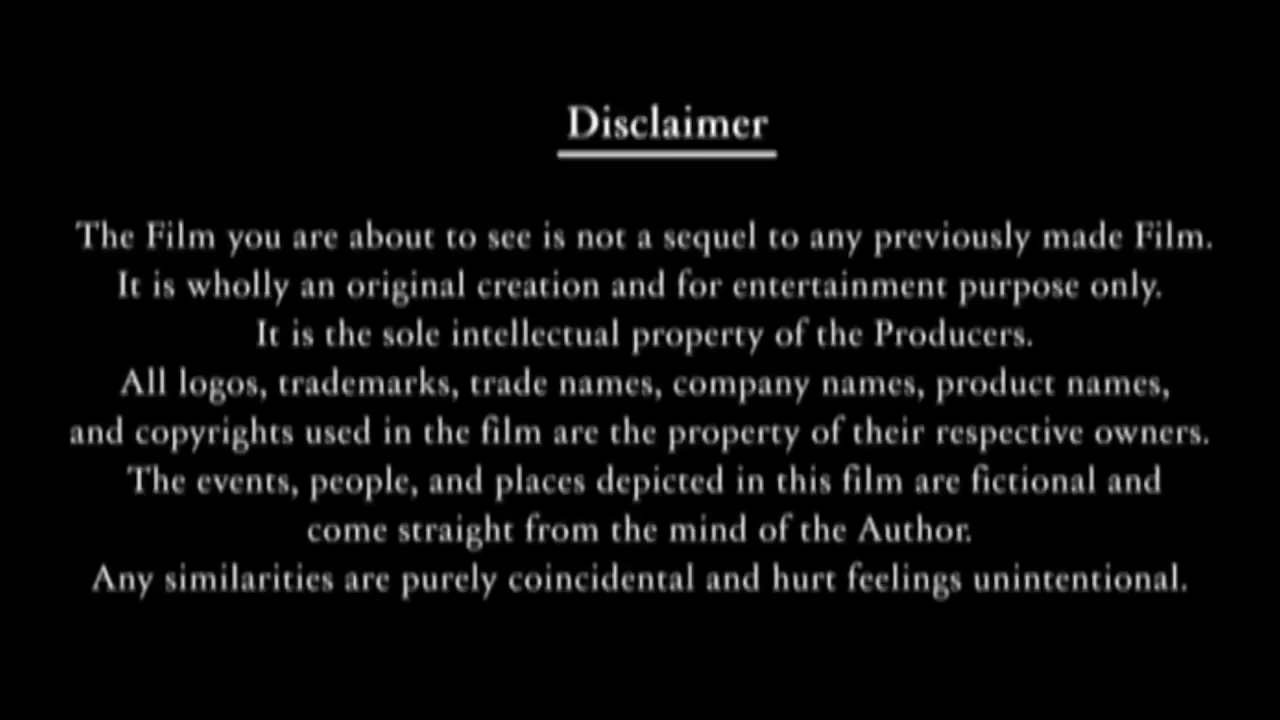 Disclaimer
The Film you are about to see is not a sequel to any previously made Film.
It is wholly an original creation and for entertainment purpose only.
It is the sole intellectual property of the Producers.
All logos, trademarks, trade names, company names, product names,
and copyrights used in the film are the property of their respective owners.
The events, people, and places depicted in this film are fictional and
come straight from the mind of the Author.
Any similarities are purely coincidental and hurt feelings unintentional.